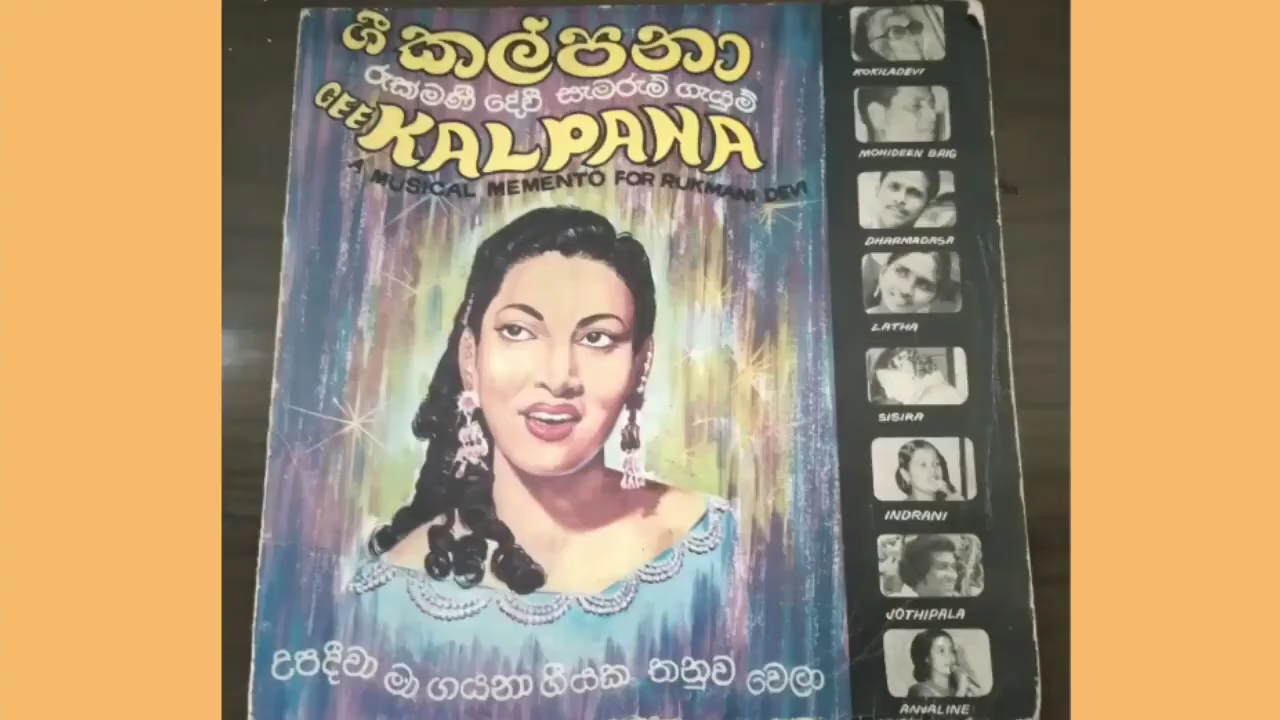 ගී කල්පනා
රුක්මණී දේවී සැමරුම් ගැයුම්
GEE KALPANA
A MUSICAL MEMENTO FOR RUKMANI DEVI
උපදීවා මා ගයනා ගීයක තනුව වෙලා
KOKILADEVI
MOHIDEEN BAIG
DHARMADASA
LATHA
SISIRA
INDRANI
JOTHIPALA
ANJALINE